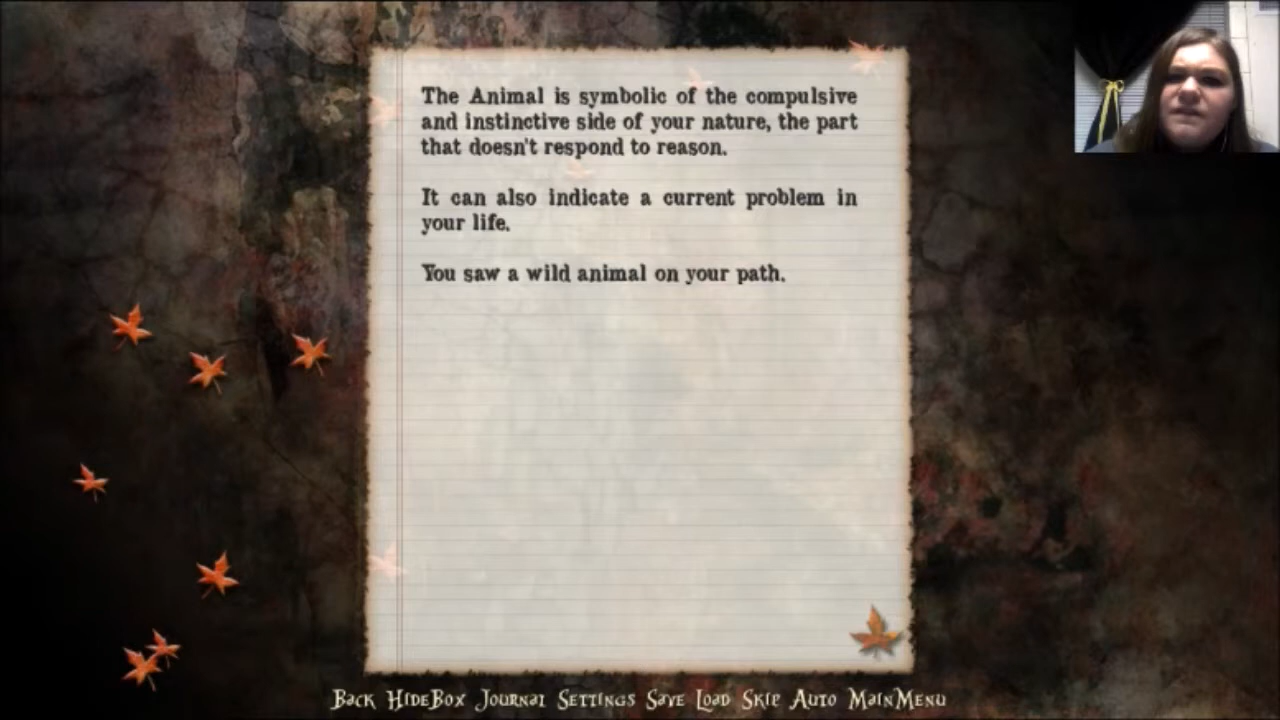 The Animal is symbolic of the compulsive
and instinctive side of your nature, the part
that doesn't respond to reason.
It can also indicate a current problem in
your life.
You saw a wild animal on your path.
Back HideBox Journal Settings Save Load Skip Auto MainMenu